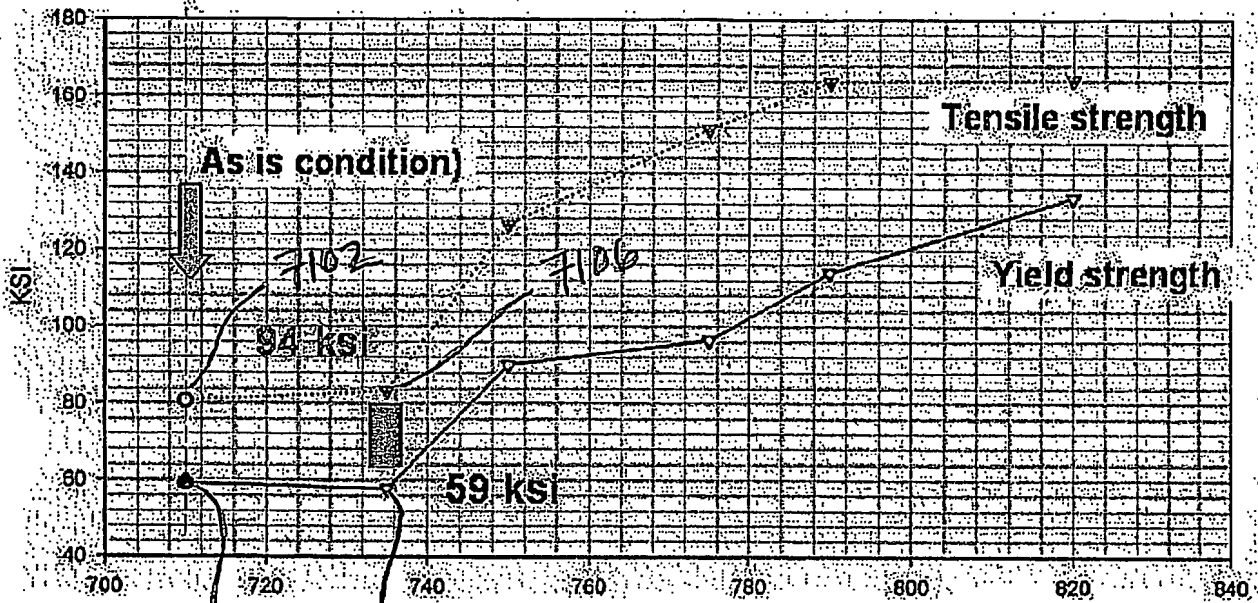 180
160
140
120
100
80
60
40
KSI
As is condition)
Tensile strength
Yield strength
7102
7106
94 ksi
59 ksi
700 720 740 760 780 800 820 840